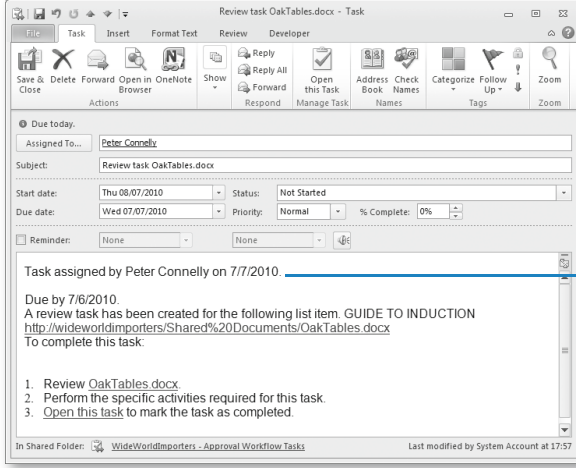 Review task OakTables.docx - Task
File Task Insert Format Text Review Developer
Save & Close
Delete
Forward
Open in Browser
OneNote
Actions
Show
Reply
Reply All
Forward
Respond
Open this Task
Manage Task
Address Book
Check Names
Names
Categorize
Follow Up
Tags
Zoom
Zoom
Due today.
Assigned To... Peter Connelly
Subject: Review task OakTables.docx
Start date: Thu 08/07/2010 Status: Not Started
Due date: Wed 07/07/2010 Priority: Normal % Complete: 0%
Reminder: None None
Task assigned by Peter Connelly on 7/7/2010.
Due by 7/6/2010.
A review task has been created for the following list item. GUIDE TO INDUCTION
http://wideworldimporters/Shared%20Documents/OakTables.docx
To complete this task:
1. Review OakTables.docx.
2. Perform the specific activities required for this task.
3. Open this task to mark the task as completed.
In Shared Folder: WideWorldImporters - Approval Workflow Tasks Last modified by System Account at 17:57